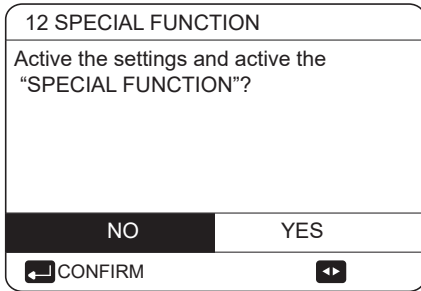 12 SPECIAL FUNCTION
Active the settings and active the
“SPECIAL FUNCTION”?
NO YES
CONFIRM